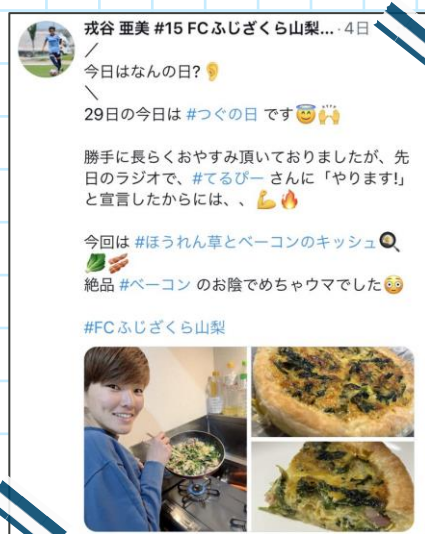 戎谷 亜美 #15 FCふじざくら山梨... · 4日
／
今日はなんの日?👂
＼
29日の今日は #つぐの日 です😇🙌
勝手に長らくおやすみ頂いておりましたが、先
日のラジオで、#てるぴー さんに「やります!」
と宣言したからには、、💪🔥
今回は #ほうれん草とベーコンのキッシュ🍳
🥬🥓
絶品 #ベーコン のお陰でめちゃウマでした😳
#FCふじざくら山梨